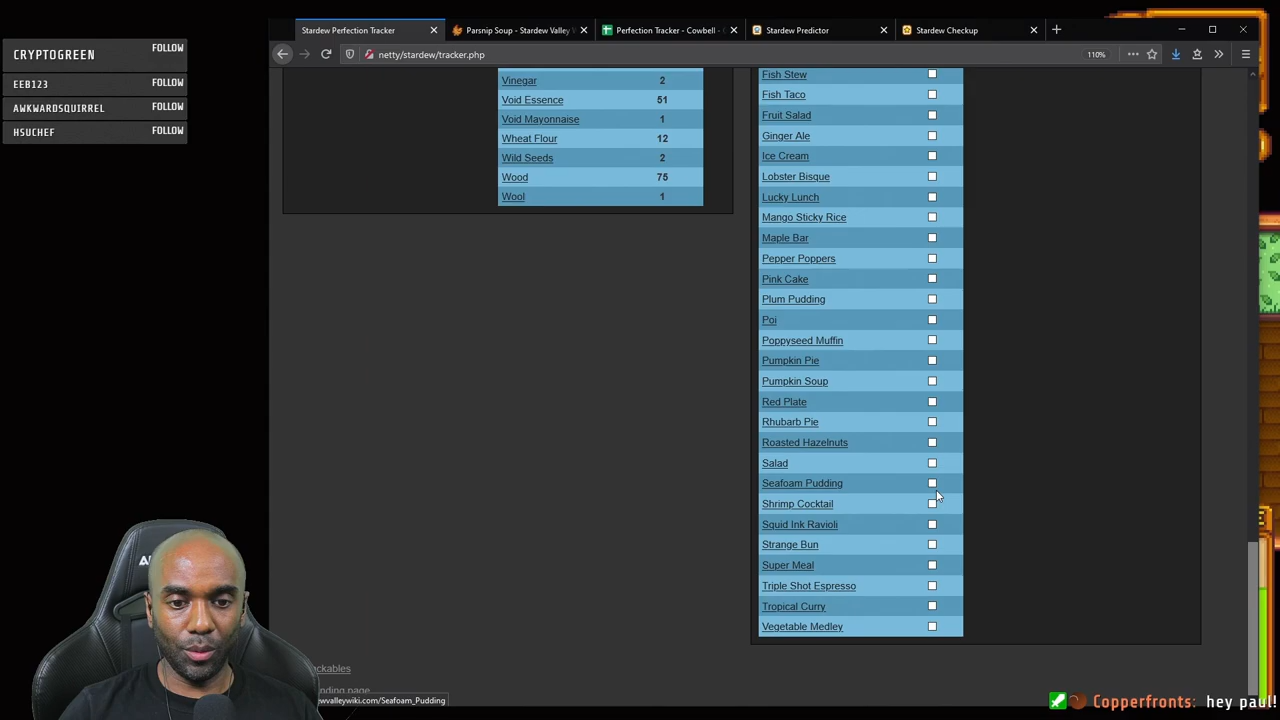 CRYPTOGREEN FOLLOW
EEB123 FOLLOW
AWKWARDSQUIRREL FOLLOW
HSUCHEF FOLLOW
Stardew Perfection Tracker
Parsnip Soup - Stardew Valley W
Perfection Tracker - Cowbell -
Stardew Predictor
Stardew Checkup
netty/stardew/tracker.php
110%
Vinegar 2
Void Essence 51
Void Mayonnaise 1
Wheat Flour 12
Wild Seeds 2
Wood 75
Wool 1
Fish Stew
Fish Taco
Fruit Salad
Ginger Ale
Ice Cream
Lobster Bisque
Lucky Lunch
Mango Sticky Rice
Maple Bar
Pepper Poppers
Pink Cake
Plum Pudding
Poi
Poppyseed Muffin
Pumpkin Pie
Pumpkin Soup
Red Plate
Rhubarb Pie
Roasted Hazelnuts
Salad
Seafoam Pudding
Shrimp Cocktail
Squid Ink Ravioli
Strange Bun
Super Meal
Triple Shot Espresso
Tropical Curry
Vegetable Medley
ckables
nding page
ewvalleywiki.com/Seafoam_Pudding
Copperfronts: hey paul!